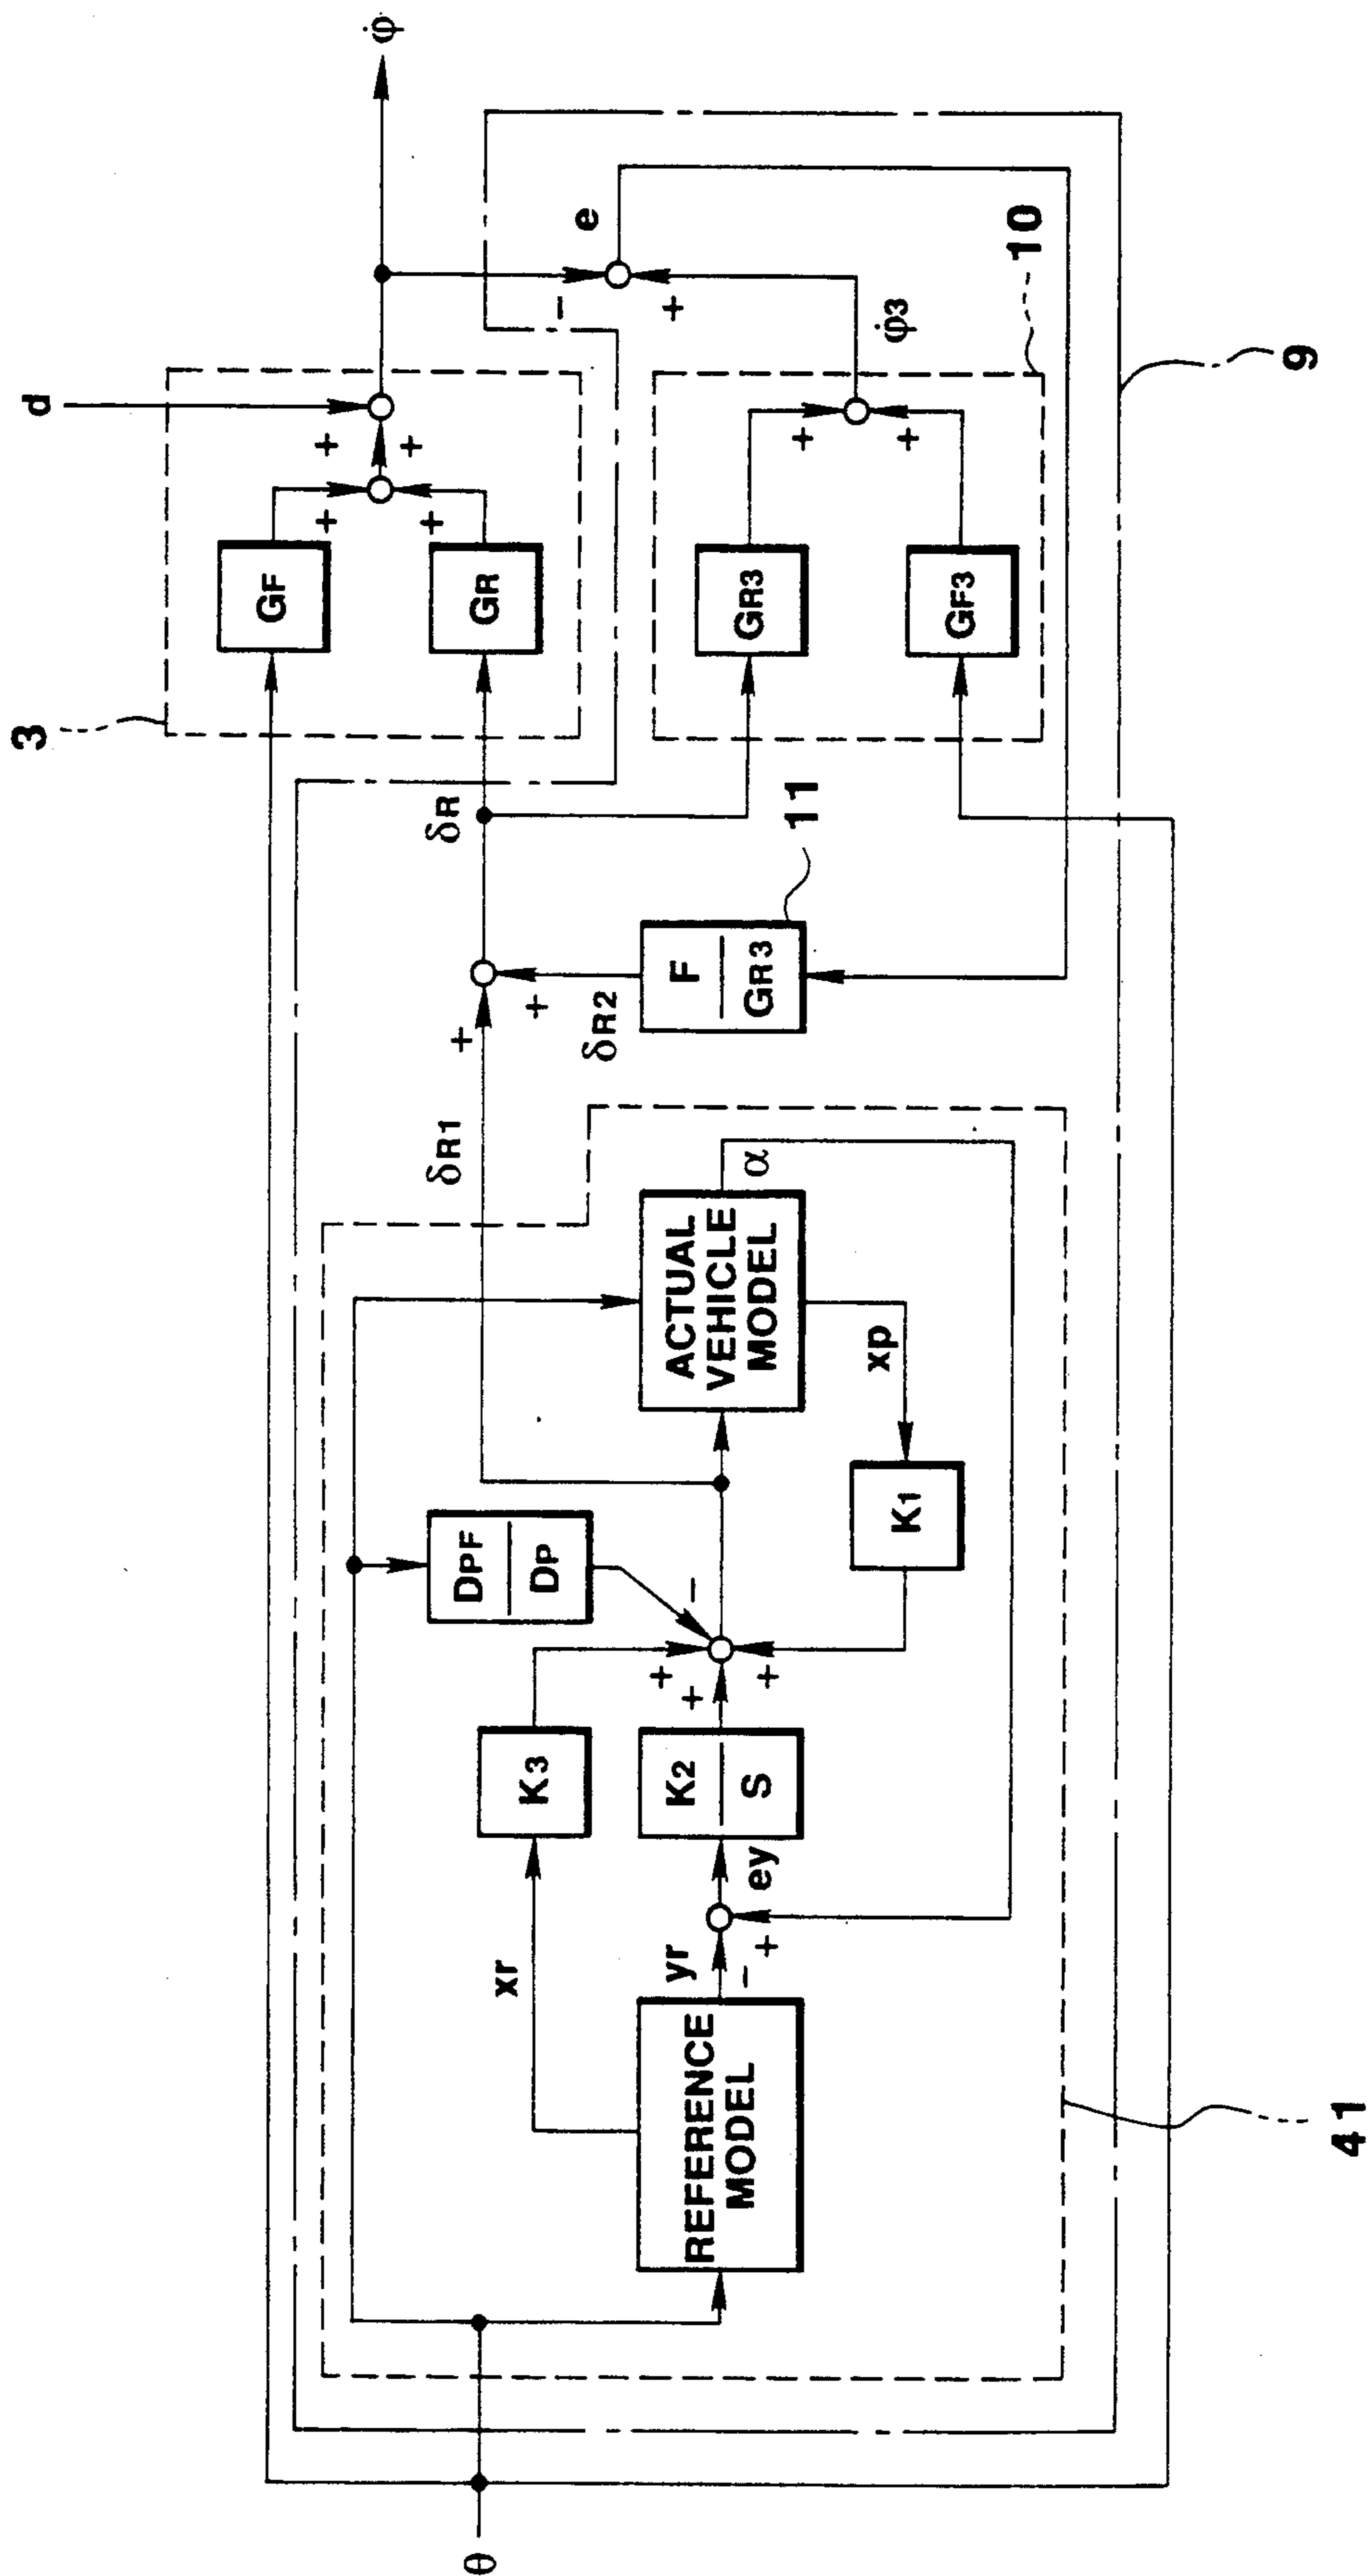 3
d
φ̇
GF
+
+
+
+
GR
δR
δR1
+
+
δR2
F
GR3
11
−
e
+
φ̇3
GR3
+
+
GF3
10
9
θ
REFERENCE
MODEL
xr
yr
−
+
ey
K3
K2
S
DPF
DP
−
+
+
+
K1
xp
ACTUAL
VEHICLE
MODEL
α
41